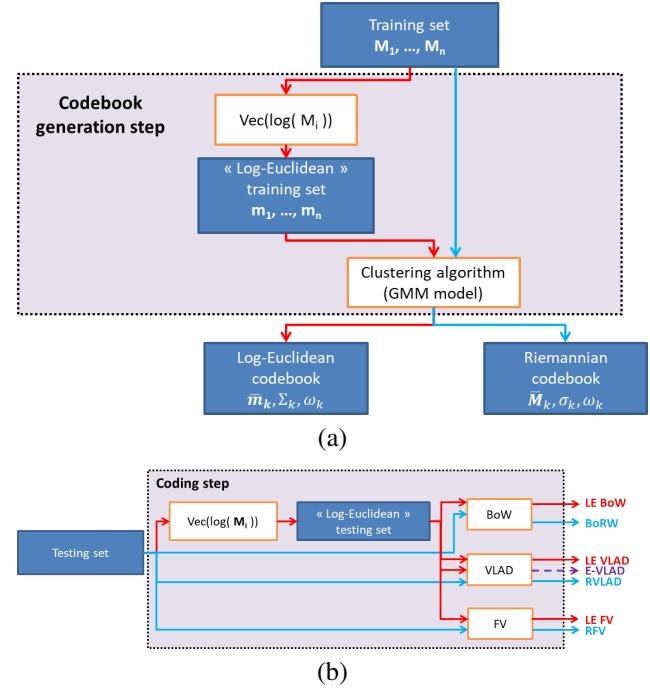 Training set
M₁, ..., Mₙ
Codebook
generation step
Vec(log( Mᵢ ))
« Log-Euclidean »
training set
m₁, ..., mₙ
Clustering algorithm
(GMM model)
Log-Euclidean
codebook
m̅ₖ, Σₖ, ωₖ
Riemannian
codebook
M̅ₖ, σₖ, ωₖ
(a)
Coding step
Testing set
Vec(log( Mᵢ ))
« Log-Euclidean »
testing set
BoW
LE BoW
BoRW
VLAD
LE VLAD
E-VLAD
RVLAD
FV
LE FV
RFV
(b)